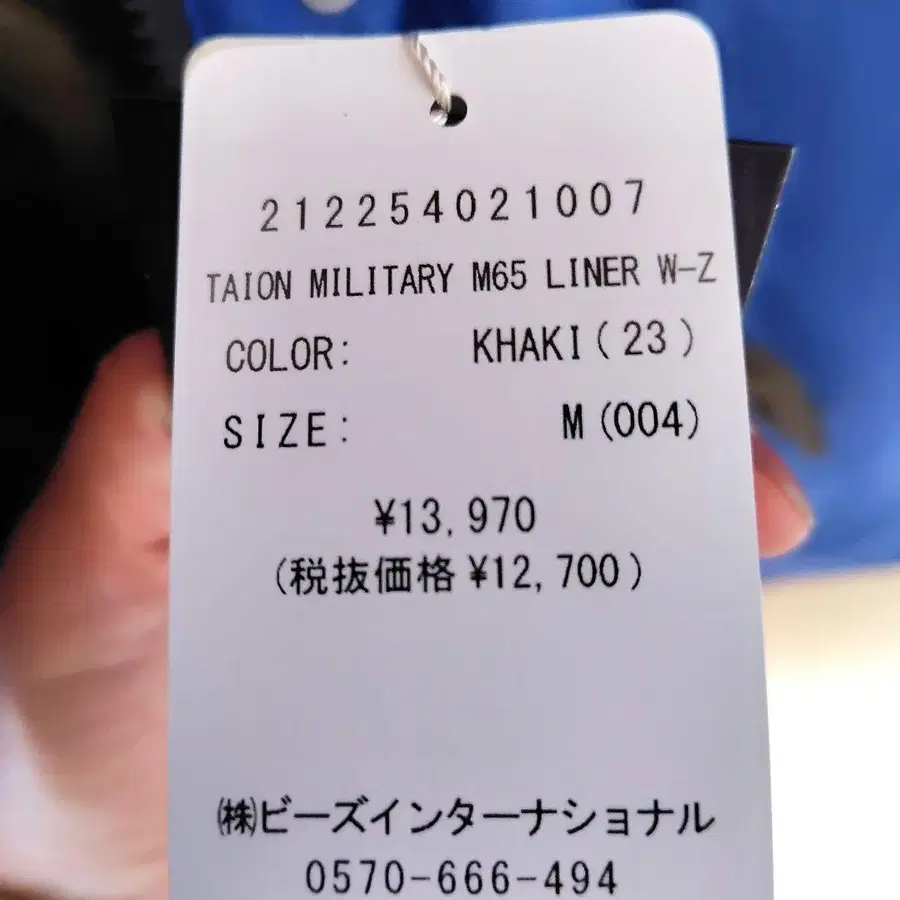 212254021007
TAION MILITARY M65 LINER W-Z
COLOR: KHAKI(23)
SIZE: M(004)
¥13,970
(税抜価格¥12,700)
㈱ビーズインターナショナル
0570-666-494